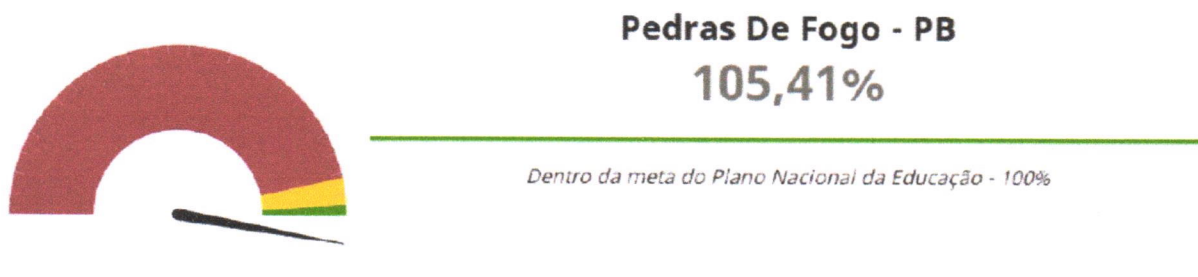 Pedras De Fogo - PB
105,41%
Dentro da meta do Plano Nacional da Educação - 100%